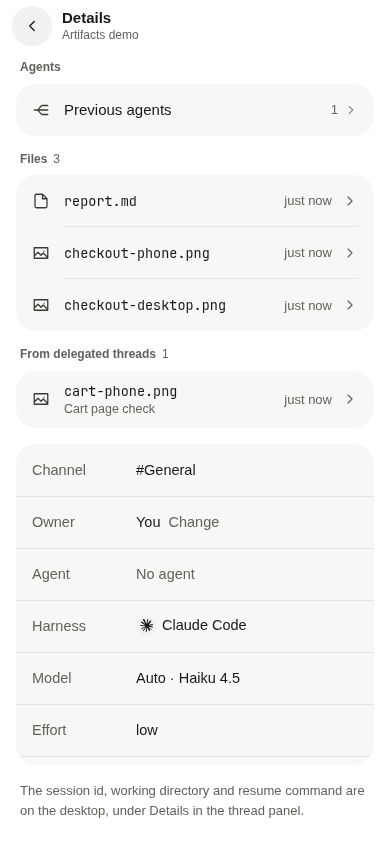 Details
Artifacts demo
Agents
Previous agents 1
Files 3
report.md just now
checkout-phone.png just now
checkout-desktop.png just now
From delegated threads 1
cart-phone.png just now
Cart page check
Channel #General
Owner You Change
Agent No agent
Harness Claude Code
Model Auto · Haiku 4.5
Effort low
The session id, working directory and resume command are
on the desktop, under Details in the thread panel.